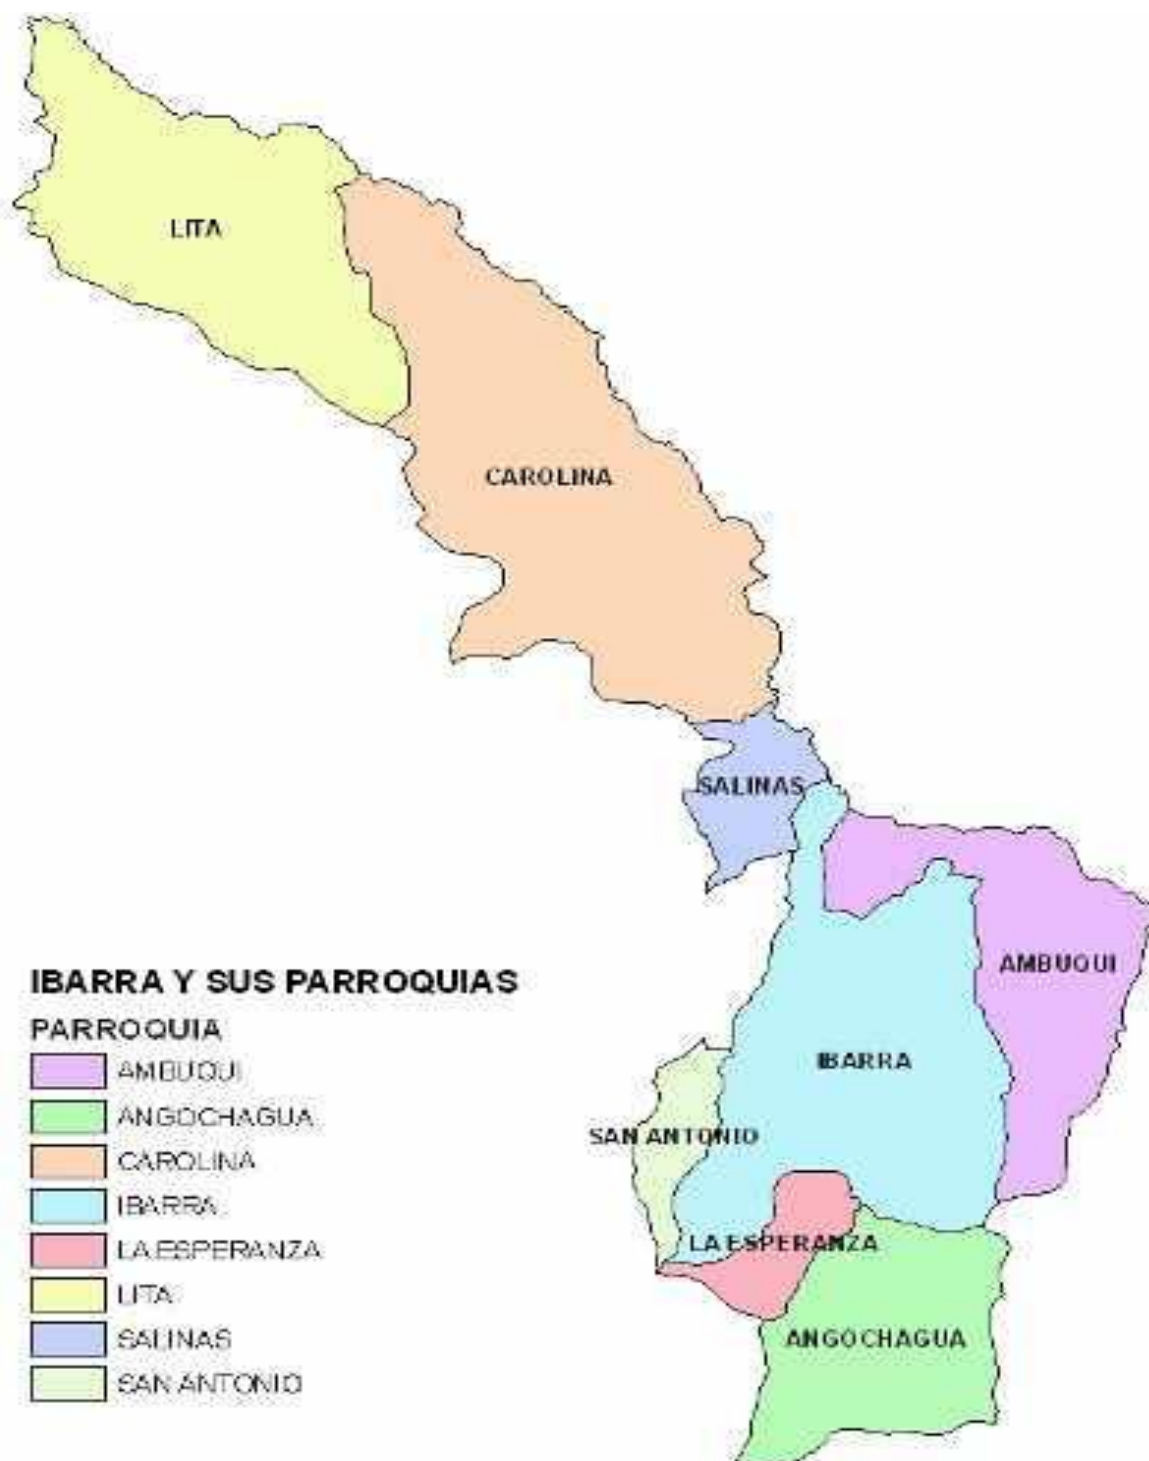 LITA
CAROLINA
SALINAS
AMBUQUI
IBARRA
SAN ANTONIO
LA ESPERANZA
ANGOCHAGUA
IBARRA Y SUS PARROQUIAS
PARROQUIA
AMBUQUI
ANGOCHAGUA
CAROLINA
IBARRA
LA ESPERANZA
LITA
SALINAS
SAN ANTONIO